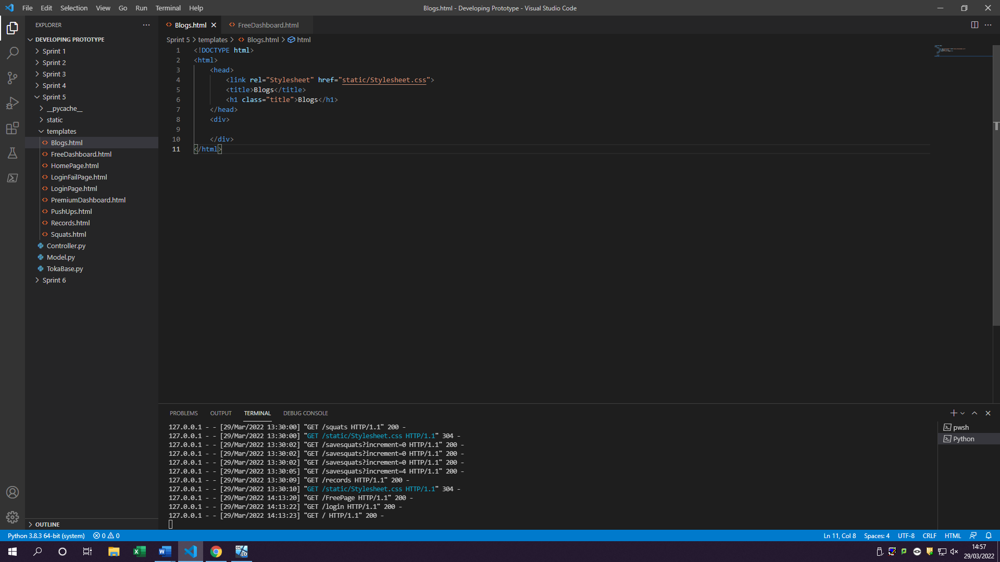 File Edit Selection View Go Run Terminal Help
Blogs.html - Developing Prototype - Visual Studio Code
EXPLORER
DEVELOPING PROTOTYPE
Sprint 1
Sprint 2
Sprint 3
Sprint 4
Sprint 5
__pycache__
static
templates
Blogs.html
FreeDashboard.html
HomePage.html
LoginFailPage.html
LoginPage.html
PremiumDashboard.html
PushUps.html
Records.html
Squats.html
Controller.py
Model.py
TokaBase.py
Sprint 6
OUTLINE
Blogs.html FreeDashboard.html
Sprint 5 > templates > Blogs.html > html
1 <!DOCTYPE html>
2 <html>
3 <head>
4 <link rel="Stylesheet" href="static/Stylesheet.css">
5 <title>Blogs</title>
6 <h1 class="title">Blogs</h1>
7 </head>
8 <div>
9
10 </div>
11 </html>
PROBLEMS OUTPUT TERMINAL DEBUG CONSOLE
127.0.0.1 - - [29/Mar/2022 13:30:00] "GET /squats HTTP/1.1" 200 -
127.0.0.1 - - [29/Mar/2022 13:30:00] "GET /static/Stylesheet.css HTTP/1.1" 304 -
127.0.0.1 - - [29/Mar/2022 13:30:02] "GET /savesquats?increment=0 HTTP/1.1" 200 -
127.0.0.1 - - [29/Mar/2022 13:30:02] "GET /savesquats?increment=0 HTTP/1.1" 200 -
127.0.0.1 - - [29/Mar/2022 13:30:02] "GET /savesquats?increment=0 HTTP/1.1" 200 -
127.0.0.1 - - [29/Mar/2022 13:30:05] "GET /savesquats?increment=4 HTTP/1.1" 200 -
127.0.0.1 - - [29/Mar/2022 13:30:09] "GET /records HTTP/1.1" 200 -
127.0.0.1 - - [29/Mar/2022 13:30:10] "GET /static/Stylesheet.css HTTP/1.1" 304 -
127.0.0.1 - - [29/Mar/2022 14:13:20] "GET /FreePage HTTP/1.1" 200 -
127.0.0.1 - - [29/Mar/2022 14:13:22] "GET /login HTTP/1.1" 200 -
127.0.0.1 - - [29/Mar/2022 14:13:23] "GET / HTTP/1.1" 200 -
pwsh
Python
Python 3.8.3 64-bit (system) 0 0
Ln 11, Col 8 Spaces: 4 UTF-8 CRLF HTML
14:57
29/03/2022